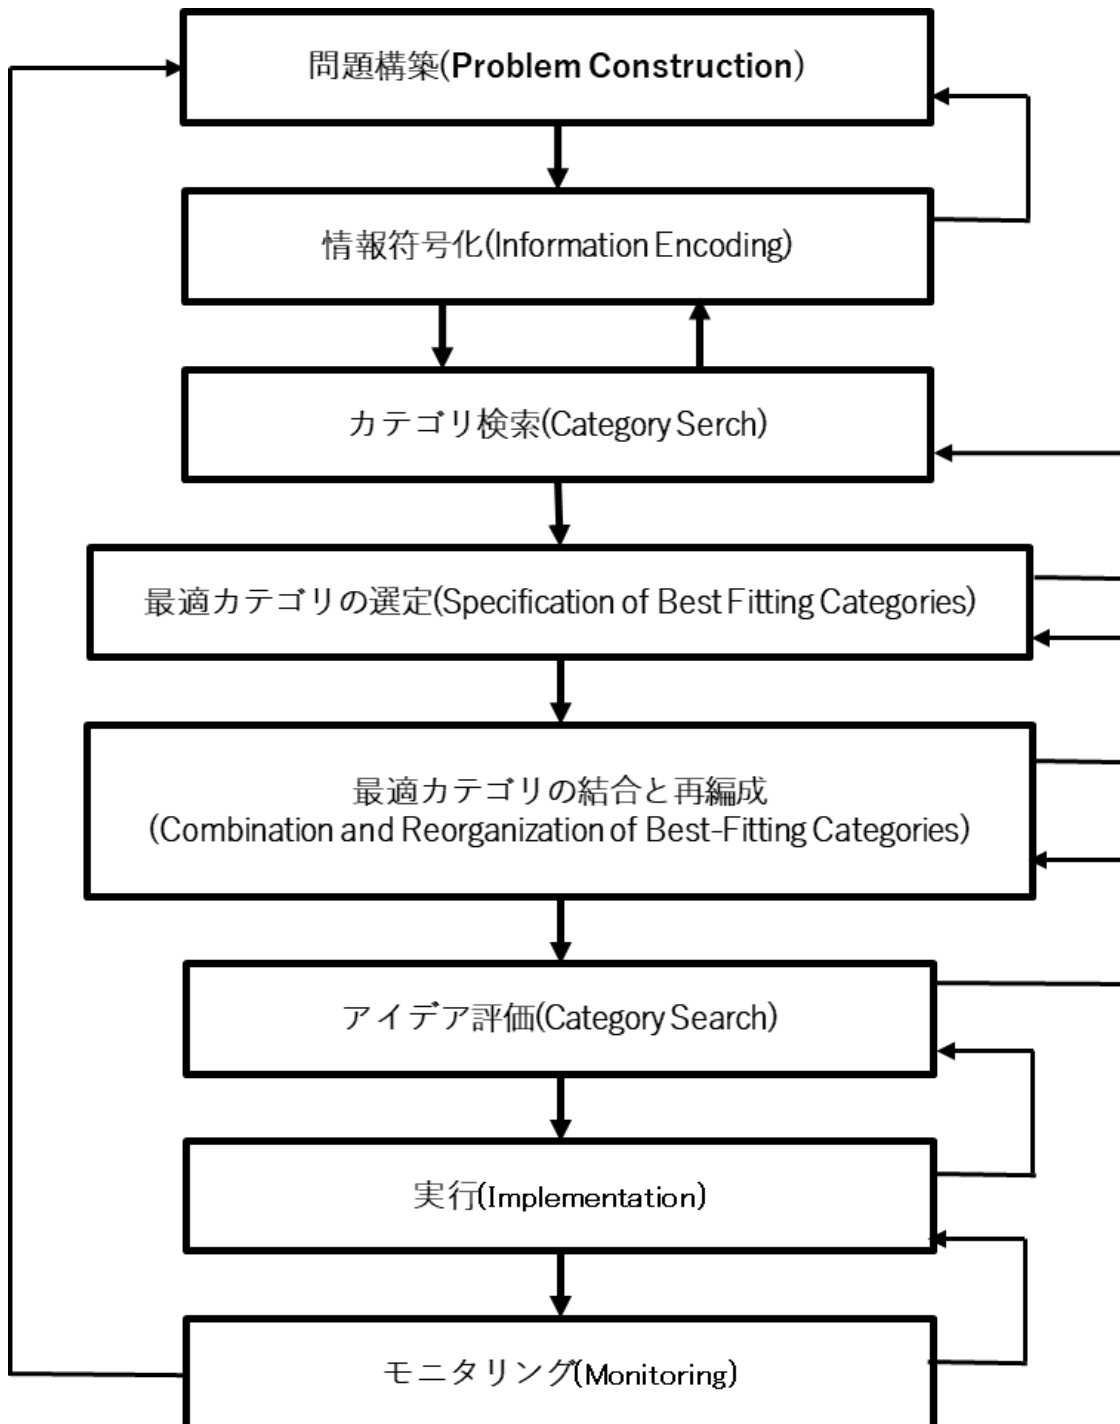 問題構築(Problem Construction)
情報符号化(Information Encoding)
カテゴリ検索(Category Serch)
最適カテゴリの選定(Specification of Best Fitting Categories)
最適カテゴリの結合と再編成
(Combination and Reorganization of Best-Fitting Categories)
アイデア評価(Category Search)
実行(Implementation)
モニタリング(Monitoring)